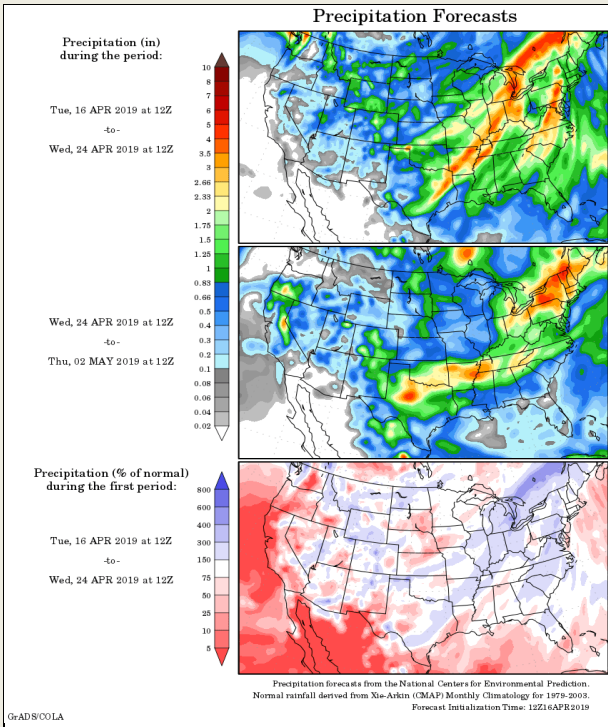 Precipitation Forecasts
Precipitation (in)
during the period:
Tue, 16 APR 2019 at 12Z
-to-
Wed, 24 APR 2019 at 12Z
10
8
7
6
5
4
3.5
3
2.66
2.33
2
1.75
1.5
1.25
1
0.83
0.66
0.5
0.4
0.3
0.2
0.1
0.08
0.06
0.04
0.02
Wed, 24 APR 2019 at 12Z
-to-
Thu, 02 MAY 2019 at 12Z
Precipitation (% of normal)
during the first period:
Tue, 16 APR 2019 at 12Z
-to-
Wed, 24 APR 2019 at 12Z
800
600
400
300
150
75
50
25
10
5
Precipitation forecasts from the National Centers for Environmental Prediction.
Normal rainfall derived from Xie-Arkin (CMAP) Monthly Climatology for 1979-2003.
Forecast Initialization Time: 12Z16APR2019
GrADS/COLA